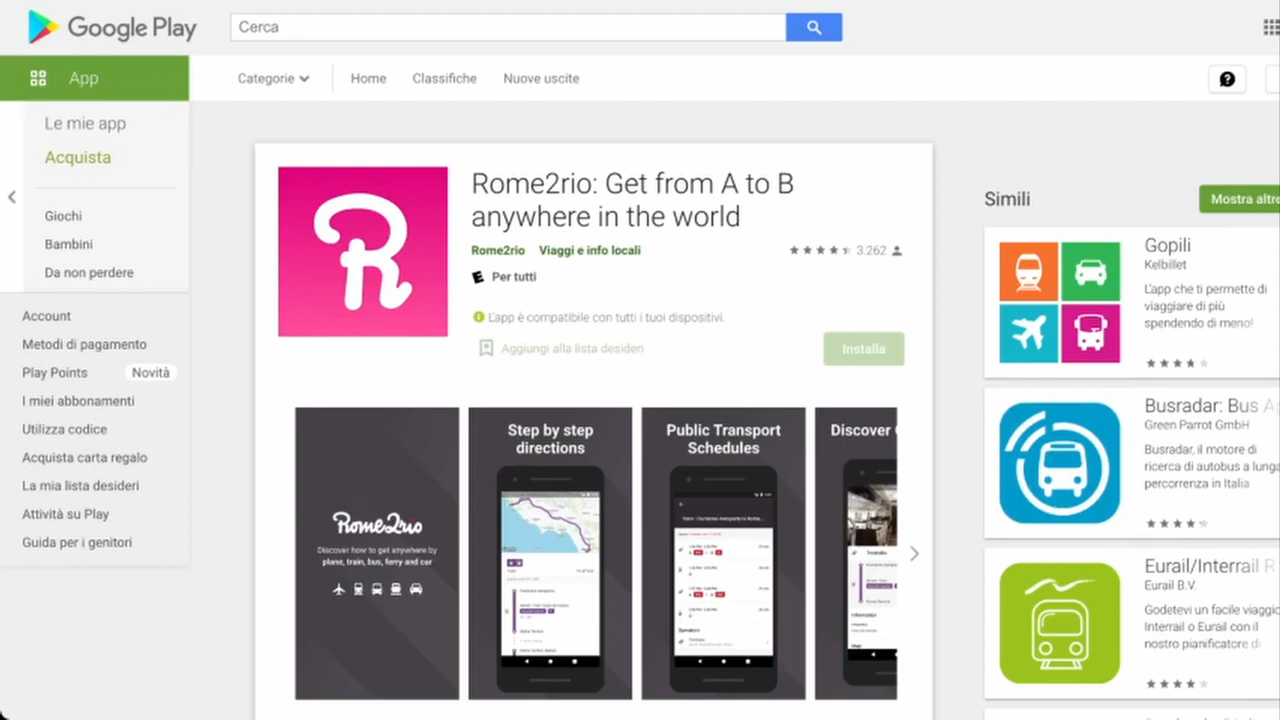 Google Play
Cerca
App
Categorie
Home
Classifiche
Nuove uscite
Le mie app
Acquista
Giochi
Bambini
Da non perdere
Account
Metodi di pagamento
Play Points
Novità
I miei abbonamenti
Utilizza codice
Acquista carta regalo
La mia lista desideri
Attività su Play
Guida per i genitori
R
Rome2rio: Get from A to B
anywhere in the world
Rome2rio
Viaggi e info locali
3.262
Per tutti
L'app è compatibile con tutti i tuoi dispositivi.
Aggiungi alla lista desideri
Installa
Rome2rio
Discover how to get anywhere by
plane, train, bus, ferry and car
Step by step
directions
Public Transport
Schedules
Discover
Simili
Mostra altro
Gopili
Kelbillet
L'app che ti permette di
viaggiare di più
spendendo di meno!
Busradar: Bus
Green Parrot GmbH
Busradar, il motore di
ricerca di autobus a lunga
percorrenza in Italia
Eurail/Interrail R
Eurail B.V.
Godetevi un facile viaggio
Interrail o Eurail con il
nostro pianificatore di